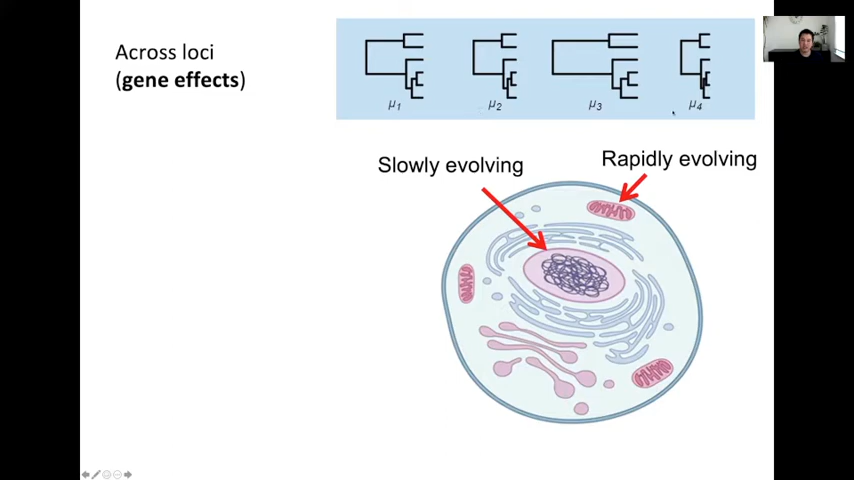 Across loci
(gene effects)
μ1
μ2
μ3
μ4
Slowly evolving
Rapidly evolving